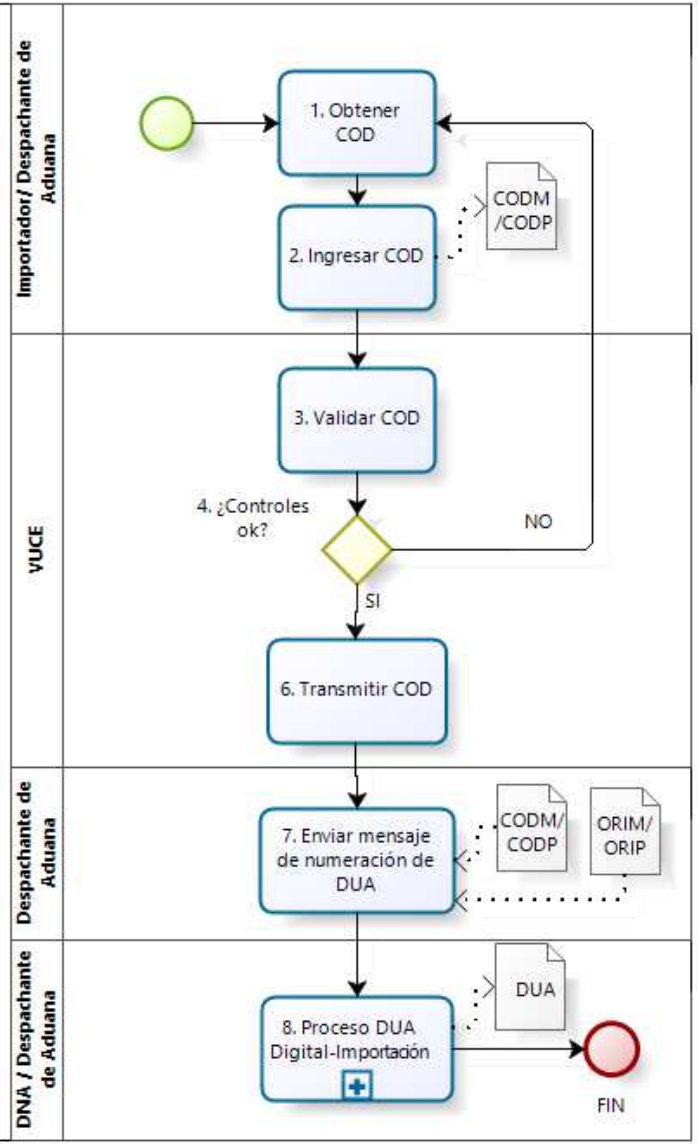 Importador/ Despachante de
Aduana
1. Obtener
COD
CODM
/CODP
2. Ingresar COD
VUCE
3. Validar COD
4. ¿Controles
ok?
NO
SI
6. Transmitir COD
Despachante de
Aduana
7. Enviar mensaje
de numeración de
DUA
CODM/
CODP
ORIM/
ORIP
DNA / Despachante
de Aduana
8. Proceso DUA
Digital-Importación
DUA
FIN